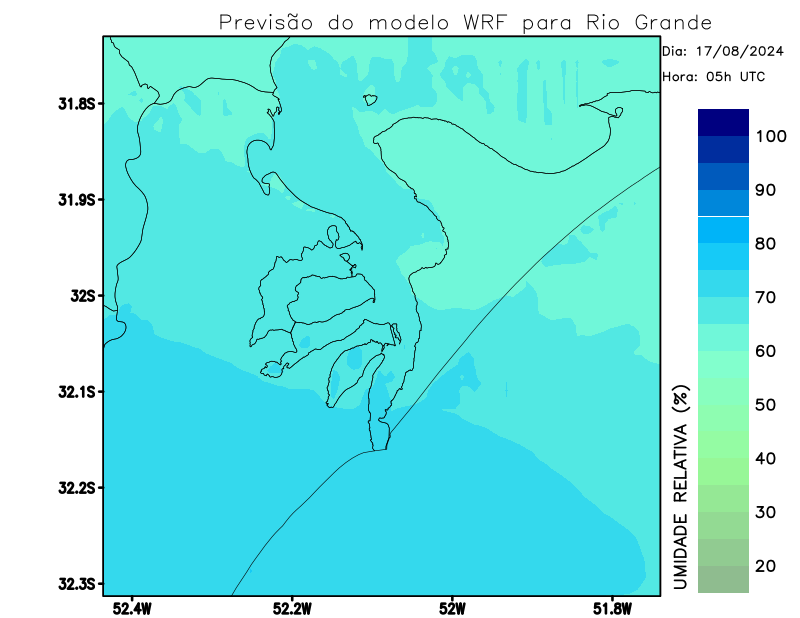 Previsão do modelo WRF para Rio Grande
Dia: 17/08/2024
Hora: 05h UTC
31.8S
31.9S
32S
32.1S
32.2S
32.3S
52.4W
52.2W
52W
51.8W
100
90
80
70
60
50
40
30
20
UMIDADE RELATIVA (%)